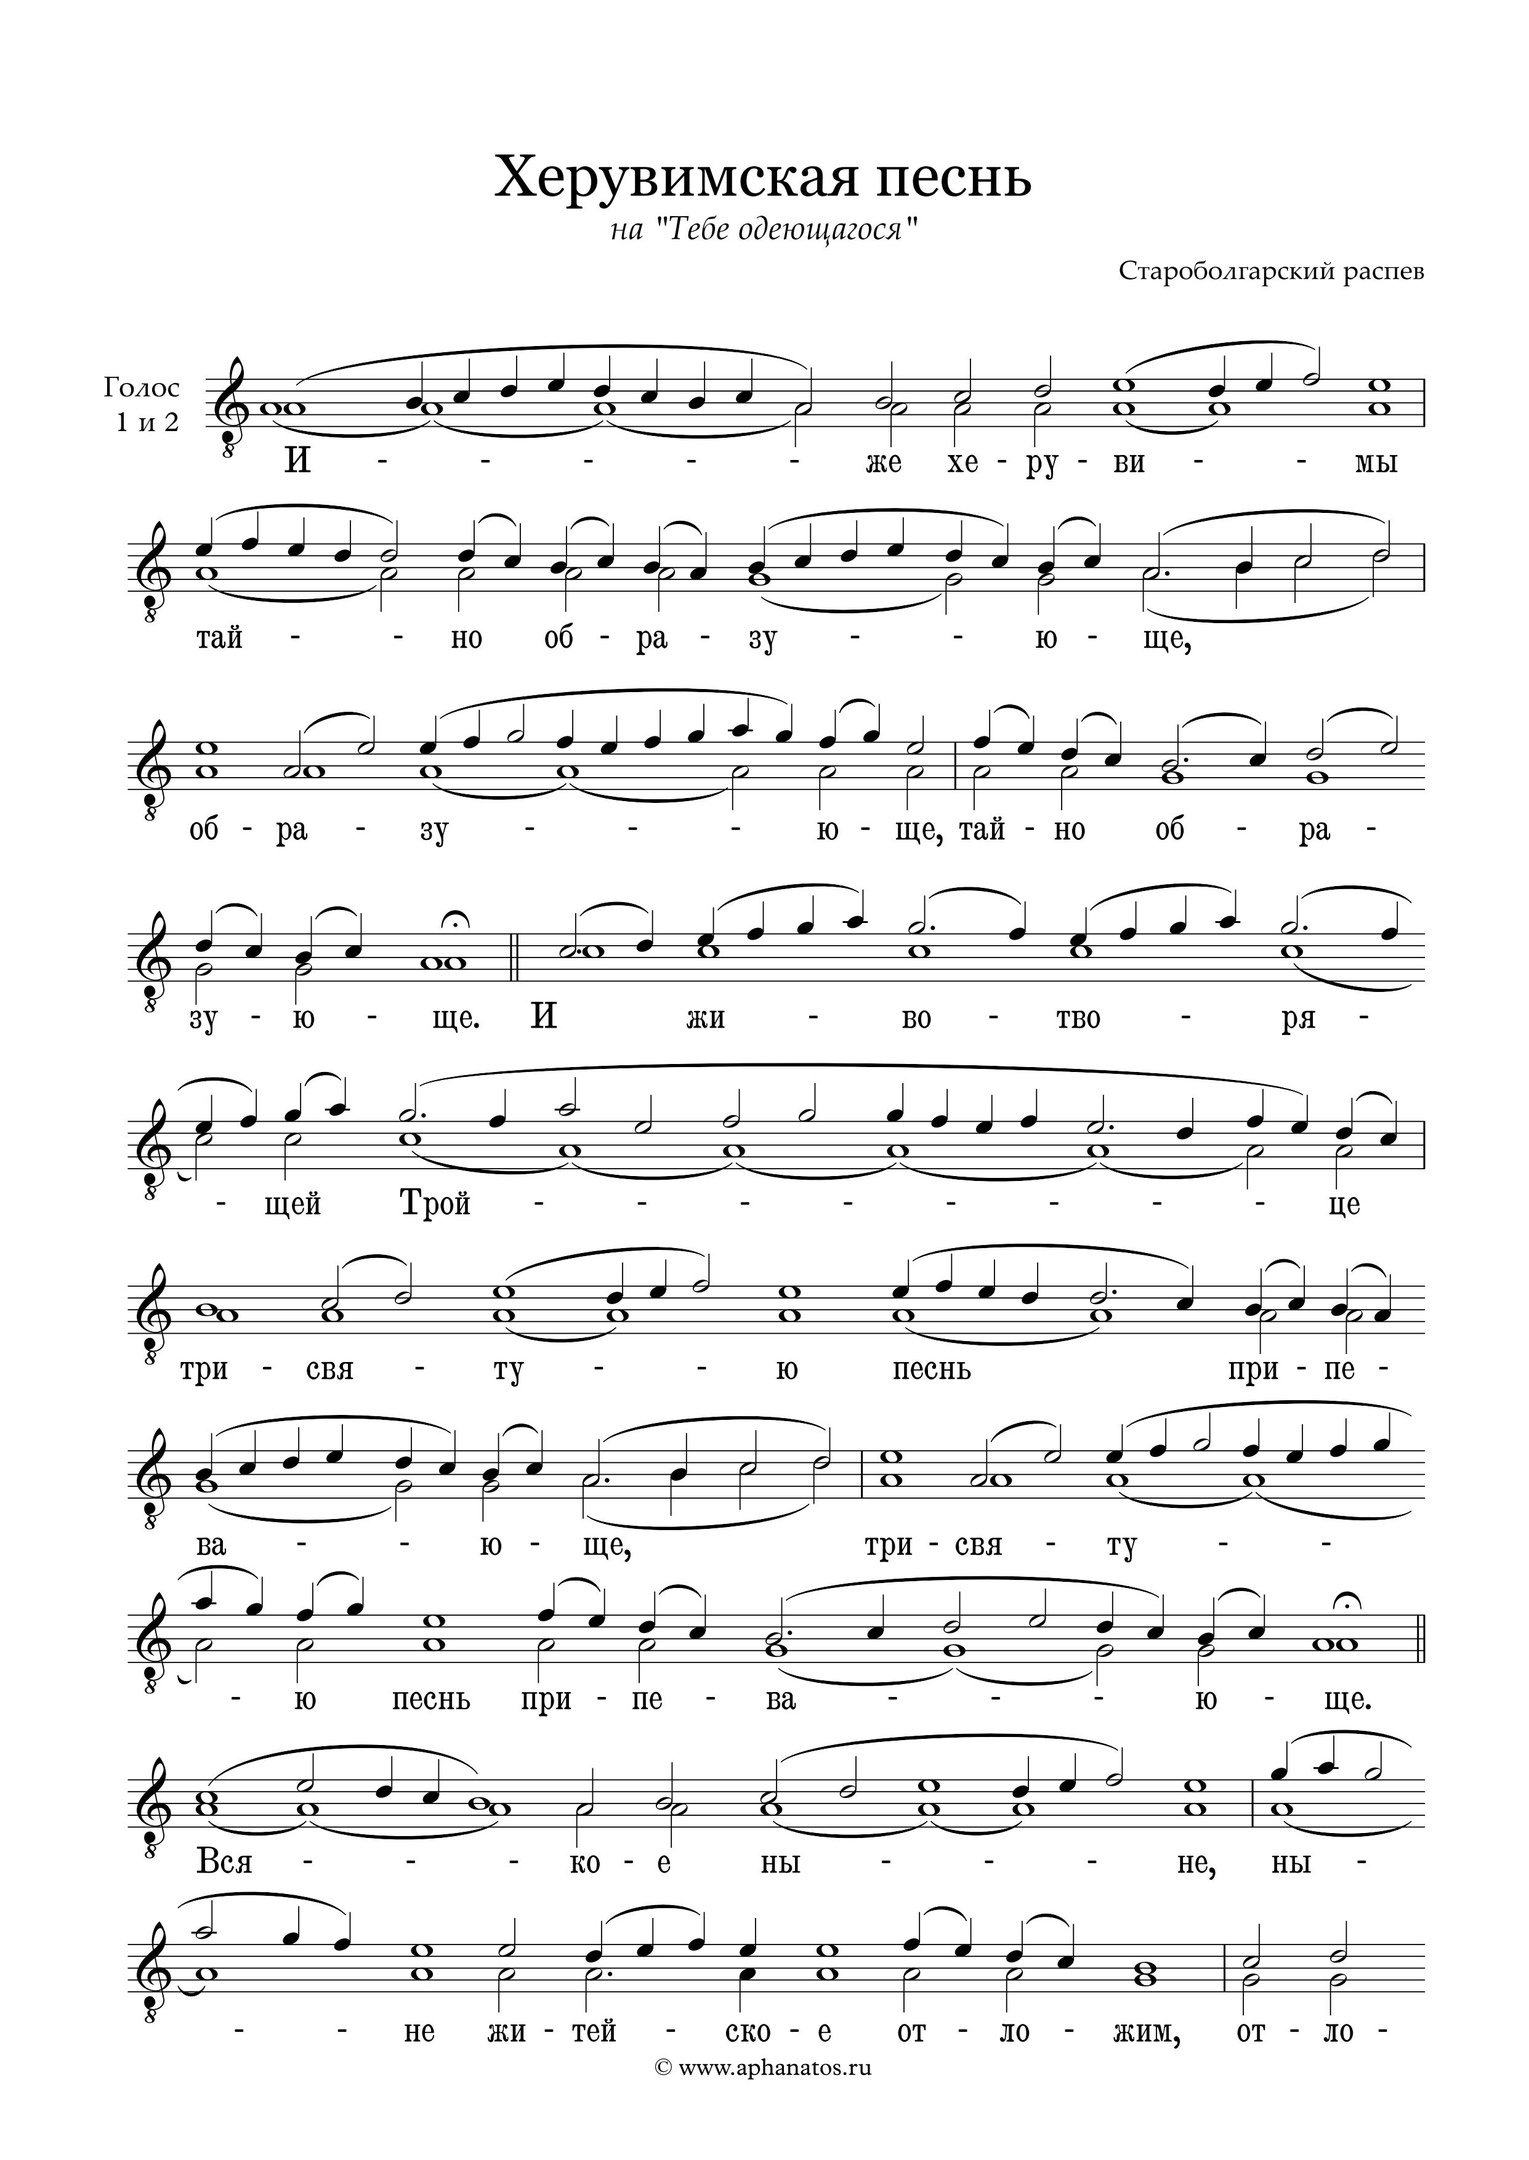 Херувимская песнь
на "Тебе одеющагося"
Староболгарский распев
Голос
1 и 2
И - - - - - же хе - ру - ви - - мы
тай - - но об - ра - зу - - ю - ще,
об - ра - зу - - - ю - ще, тай - но об - ра -
зу - ю - ще. И жи - во - тво - ря -
- щей Трой - - - - - - - - це
три - свя - ту - - ю песнь при - пе -
ва - - ю - ще, три - свя - ту - -
- ю песнь при - пе - ва - - - ю - ще.
Вся - - - ко - е ны - - - не, ны -
- - не жи - тей - ско - е от - ло - жим, от - ло -
© www.aphanatos.ru